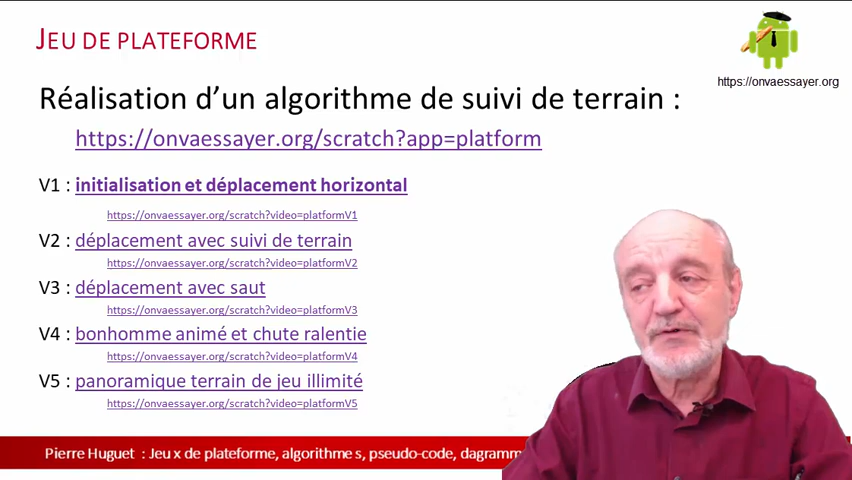 JEU DE PLATEFORME
https://onvaessayer.org
Réalisation d’un algorithme de suivi de terrain :
https://onvaessayer.org/scratch?app=platform
V1 : initialisation et déplacement horizontal
https://onvaessayer.org/scratch?video=platformV1
V2 : déplacement avec suivi de terrain
https://onvaessayer.org/scratch?video=platformV2
V3 : déplacement avec saut
https://onvaessayer.org/scratch?video=platformV3
V4 : bonhomme animé et chute ralentie
https://onvaessayer.org/scratch?video=platformV4
V5 : panoramique terrain de jeu illimité
https://onvaessayer.org/scratch?video=platformV5
Pierre Huguet : Jeu x de plateforme, algorithme s, pseudo-code, dagramm